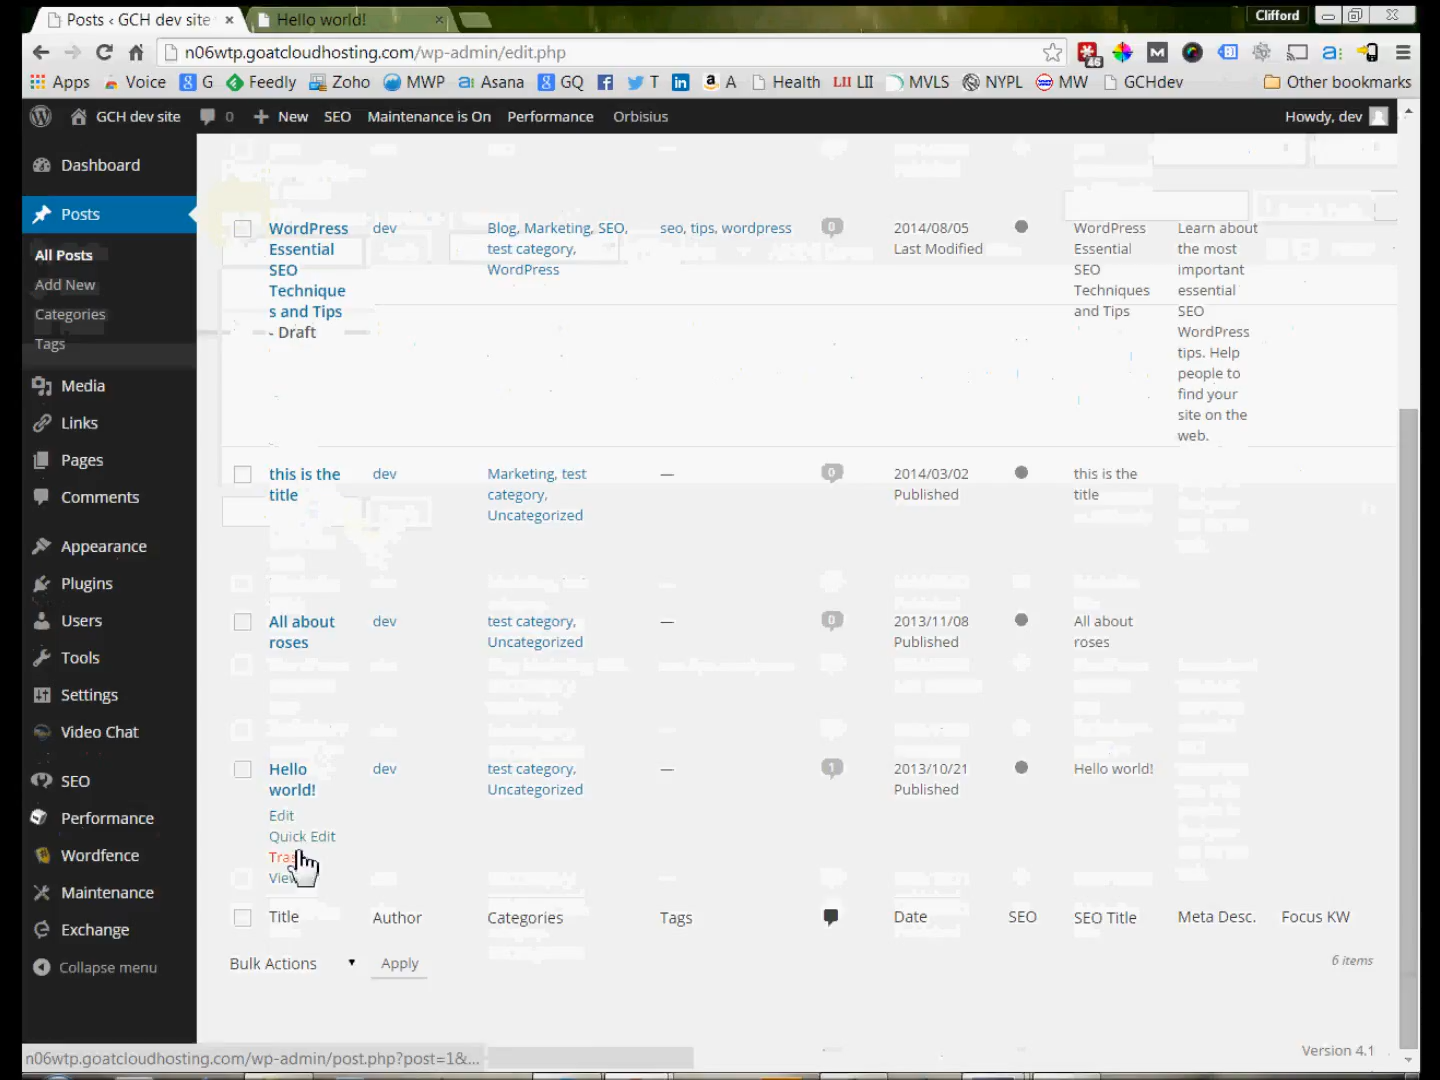 Posts ‹ GCH dev site
Hello world!
Clifford
n06wtp.goatcloudhosting.com/wp-admin/edit.php
Apps Voice G Feedly Zoho MWP Asana GQ T A Health LII LII MVLS NYPL MW GCHdev Other bookmarks
GCH dev site 0 New SEO Maintenance is On Performance Orbisius Howdy, dev
Dashboard
Posts
All Posts
Add New
Categories
Tags
Media
Links
Pages
Comments
Appearance
Plugins
Users
Tools
Settings
Video Chat
SEO
Performance
Wordfence
Maintenance
Exchange
Collapse menu
WordPress
Essential
SEO
Technique
s and Tips
- Draft
dev
Blog, Marketing, SEO,
test category,
WordPress
seo, tips, wordpress
0
2014/08/05
Last Modified
WordPress
Essential
SEO
Techniques
and Tips
Learn about
the most
important
essential
SEO
WordPress
tips. Help
people to
find your
site on the
web.
this is the
title
dev
Marketing, test
category,
Uncategorized
—
0
2014/03/02
Published
this is the
title
All about
roses
dev
test category,
Uncategorized
—
0
2013/11/08
Published
All about
roses
Hello
world!
Edit
Quick Edit
View
dev
test category,
Uncategorized
—
1
2013/10/21
Published
Hello world!
Title Author Categories Tags Date SEO SEO Title Meta Desc. Focus KW
Bulk Actions Apply 6 items
Version 4.1
n06wtp.goatcloudhosting.com/wp-admin/post.php?post=1&...